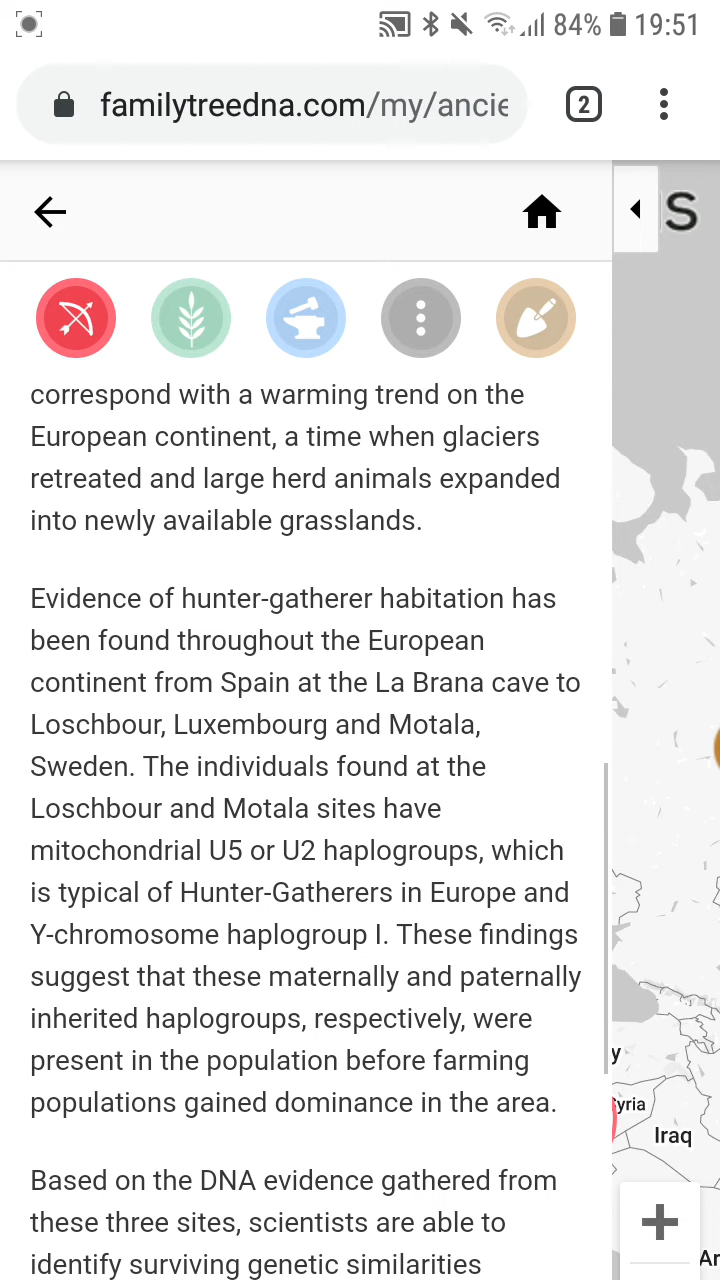 84% 19:51
familytreedna.com/my/ancie
2
S
correspond with a warming trend on the
European continent, a time when glaciers
retreated and large herd animals expanded
into newly available grasslands.
Evidence of hunter-gatherer habitation has
been found throughout the European
continent from Spain at the La Brana cave to
Loschbour, Luxembourg and Motala,
Sweden. The individuals found at the
Loschbour and Motala sites have
mitochondrial U5 or U2 haplogroups, which
is typical of Hunter-Gatherers in Europe and
Y-chromosome haplogroup I. These findings
suggest that these maternally and paternally
inherited haplogroups, respectively, were
present in the population before farming
populations gained dominance in the area.
Based on the DNA evidence gathered from
these three sites, scientists are able to
identify surviving genetic similarities
y
yria
Iraq
+
Ar